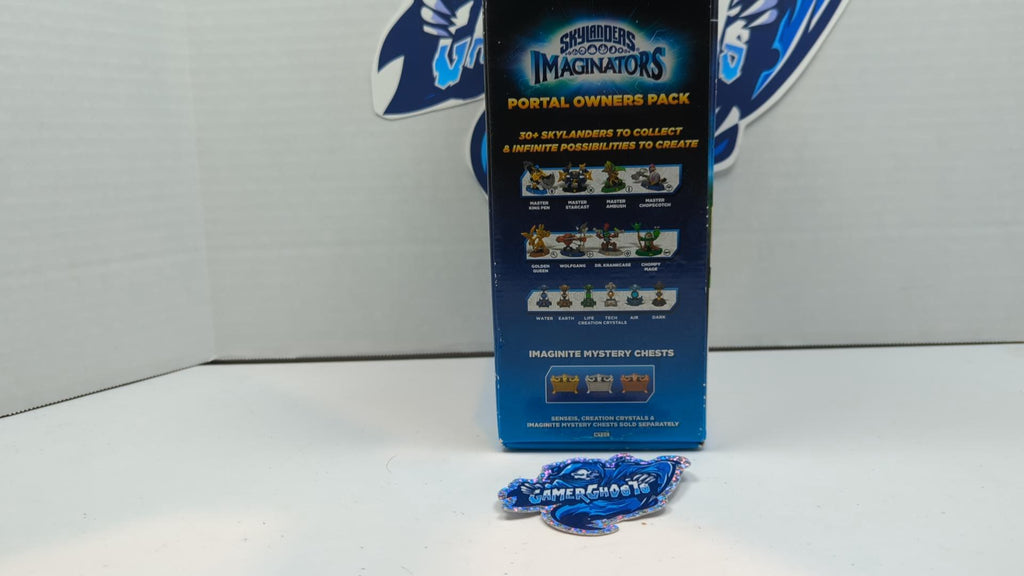 SKYLANDERS
IMAGINATORS
PORTAL OWNERS PACK
30+ SKYLANDERS TO COLLECT
& INFINITE POSSIBILITIES TO CREATE
MASTER KING PEN MASTER STARCAST MASTER AMBUSH MASTER CHOPSCOTCH
GOLDEN QUEEN WOLFGANG DR. KRANKCASE CHOMPY MAGE
WATER EARTH LIFE TECH AIR DARK
CREATION CRYSTALS
IMAGINITE MYSTERY CHESTS
SENSEIS, CREATION CRYSTALS &
IMAGINITE MYSTERY CHESTS SOLD SEPARATELY
GAMERGHOSTS